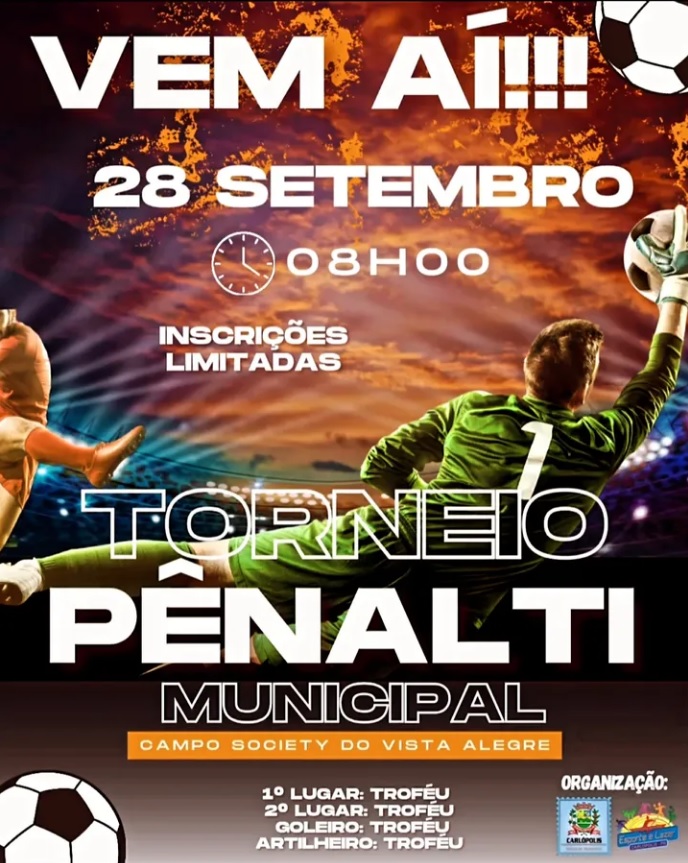 VEM AÍ!!!
28 SETEMBRO
08H00
INSCRIÇÕES
LIMITADAS
1
TORNEIO
PÊNALTI
MUNICIPAL
CAMPO SOCIETY DO VISTA ALEGRE
1º LUGAR: TROFÉU
2º LUGAR: TROFÉU
GOLEIRO: TROFÉU
ARTILHEIRO: TROFÉU
ORGANIZAÇÃO:
CARLÓPOLIS
Esporte e Lazer